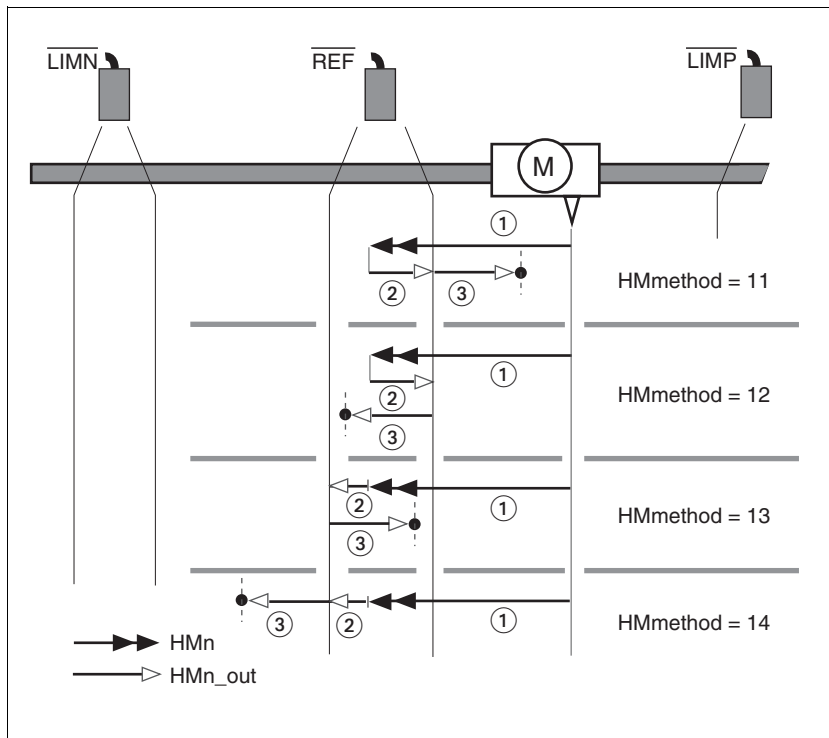 LIMN
REF
LIMP
M
1
2
3
HMmethod = 11
1
2
3
HMmethod = 12
1
2
3
HMmethod = 13
1
2
3
HMmethod = 14
HMn
HMn_out